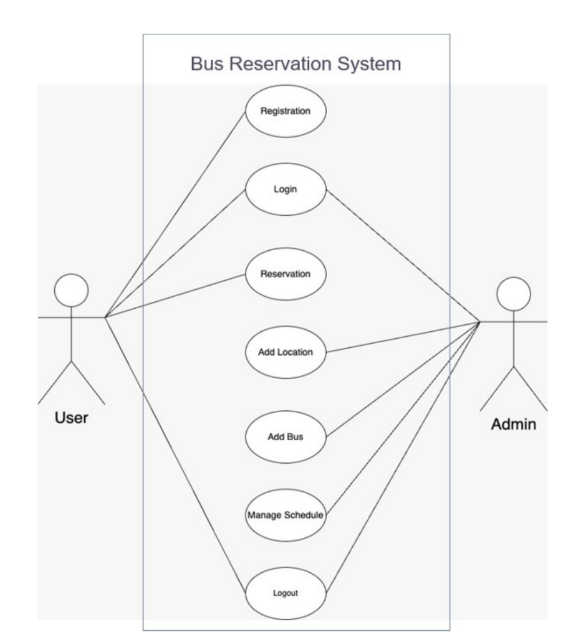 Bus Reservation System
Registration
Login
Reservation
Add Location
User
Admin
Add Bus
Manage Schedule
Logout